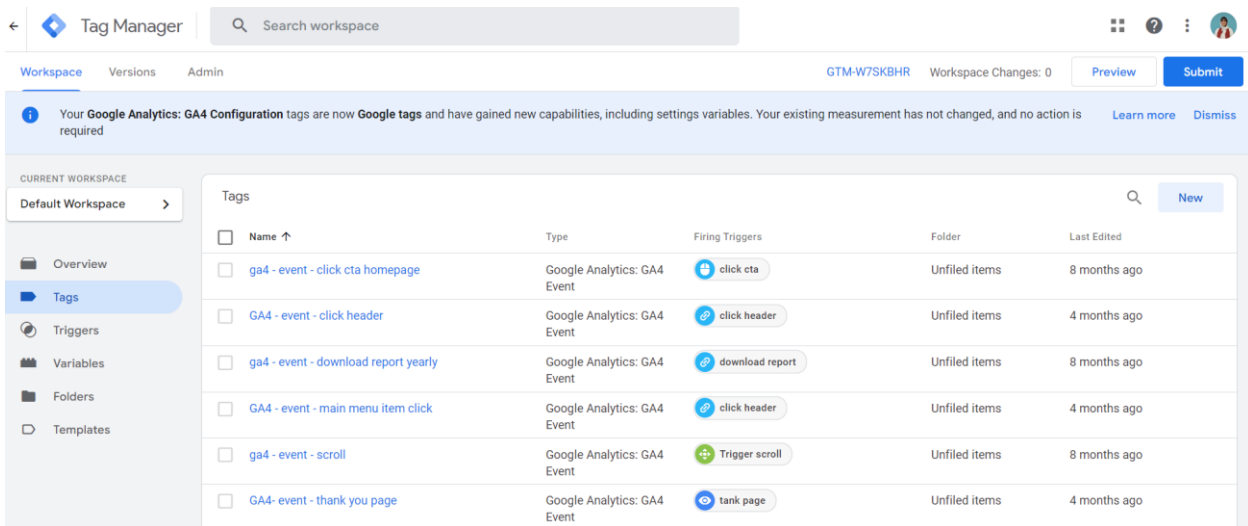 Tag Manager
Search workspace
Workspace
Versions
Admin
GTM-W7SKBHR
Workspace Changes: 0
Preview
Submit
Your Google Analytics: GA4 Configuration tags are now Google tags and have gained new capabilities, including settings variables. Your existing measurement has not changed, and no action is
required
Learn more
Dismiss
CURRENT WORKSPACE
Default Workspace
Overview
Tags
Triggers
Variables
Folders
Templates
Tags
New
Name
Type
Firing Triggers
Folder
Last Edited
ga4 - event - click cta homepage
Google Analytics: GA4
Event
click cta
Unfiled items
8 months ago
GA4 - event - click header
Google Analytics: GA4
Event
click header
Unfiled items
4 months ago
ga4 - event - download report yearly
Google Analytics: GA4
Event
download report
Unfiled items
8 months ago
GA4 - event - main menu item click
Google Analytics: GA4
Event
click header
Unfiled items
4 months ago
ga4 - event - scroll
Google Analytics: GA4
Event
Trigger scroll
Unfiled items
8 months ago
GA4- event - thank you page
Google Analytics: GA4
Event
tank page
Unfiled items
4 months ago